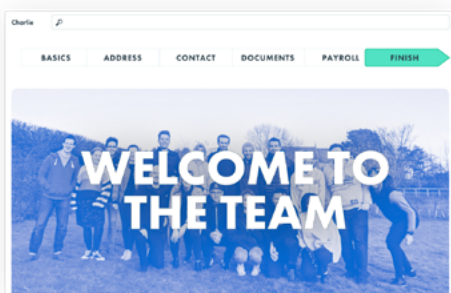 Charlie
BASICS ADDRESS CONTACT DOCUMENTS PAYROLL FINISH
WELCOME TO
THE TEAM